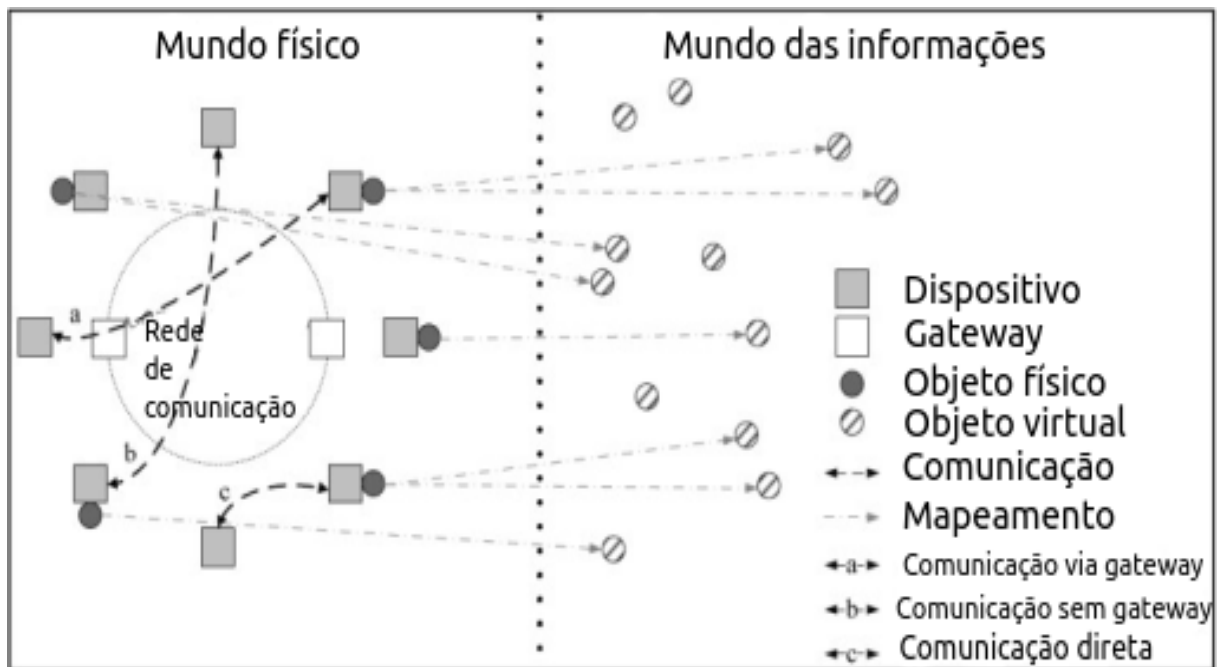 Mundo físico
Mundo das informações
a
Rede
de
comunicação
b
c
Dispositivo
Gateway
Objeto físico
Objeto virtual
Comunicação
Mapeamento
a Comunicação via gateway
b Comunicação sem gateway
c Comunicação direta